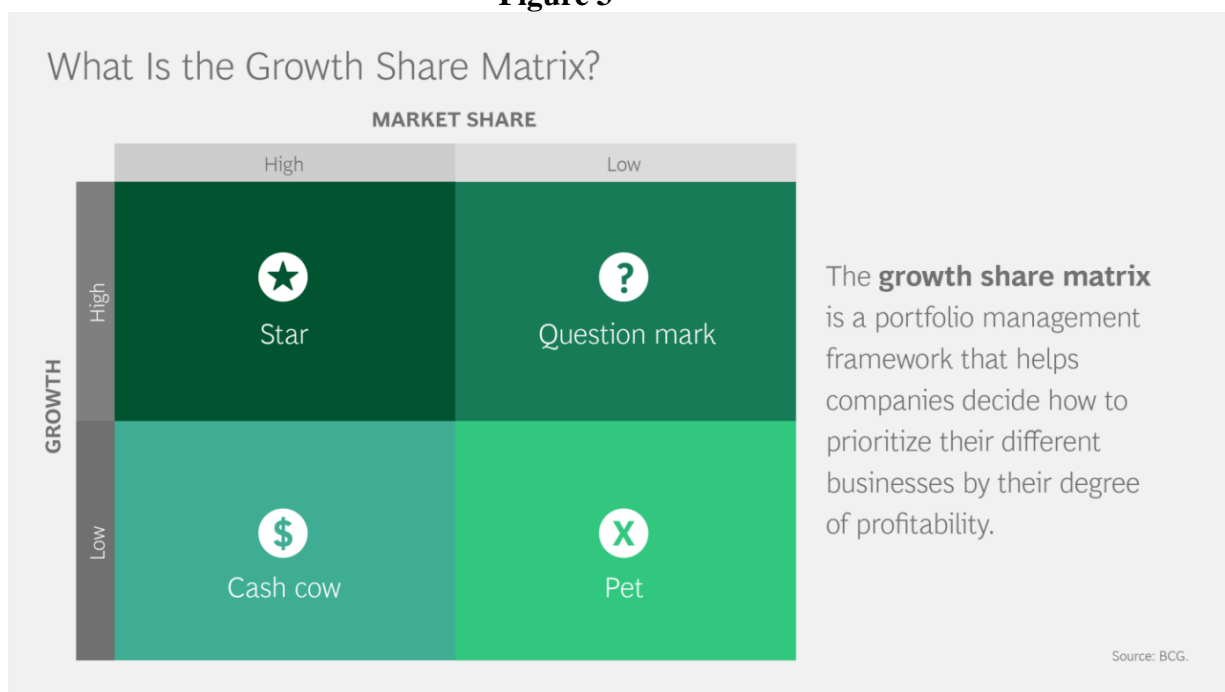 Figure 3
What Is the Growth Share Matrix?
MARKET SHARE
High
Low
GROWTH
High
★
Star
?
Question mark
Low
$
Cash cow
X
Pet
The growth share matrix
is a portfolio management
framework that helps
companies decide how to
prioritize their different
businesses by their degree
of profitability.
Source: BCG.